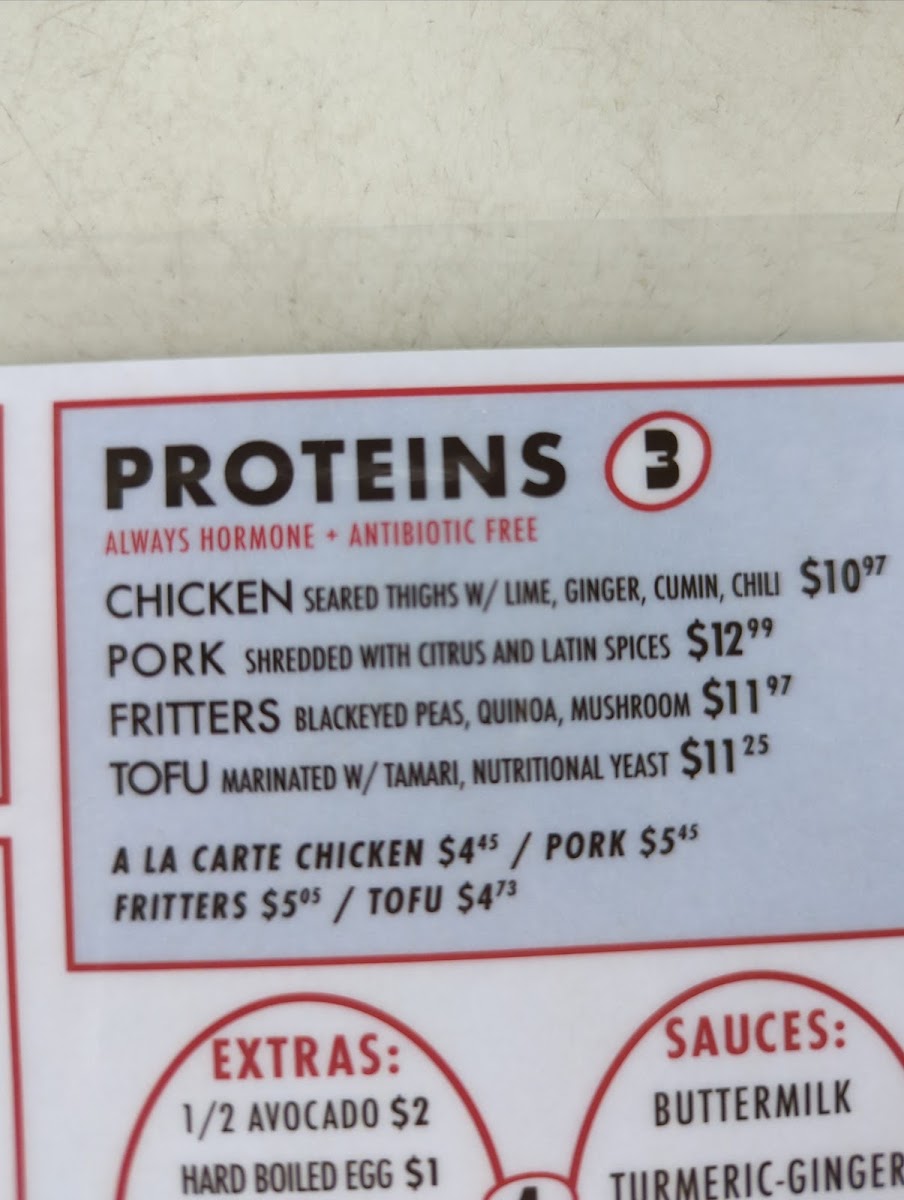 PROTEINS 3
ALWAYS HORMONE + ANTIBIOTIC FREE
CHICKEN SEARED THIGHS W/ LIME, GINGER, CUMIN, CHILI $10.97
PORK SHREDDED WITH CITRUS AND LATIN SPICES $12.99
FRITTERS BLACKEYED PEAS, QUINOA, MUSHROOM $11.97
TOFU MARINATED W/ TAMARI, NUTRITIONAL YEAST $11.25
A LA CARTE CHICKEN $4.45 / PORK $5.45
FRITTERS $5.05 / TOFU $4.73
EXTRAS:
1/2 AVOCADO $2
HARD BOILED EGG $1
SAUCES:
BUTTERMILK
TURMERIC-GINGER